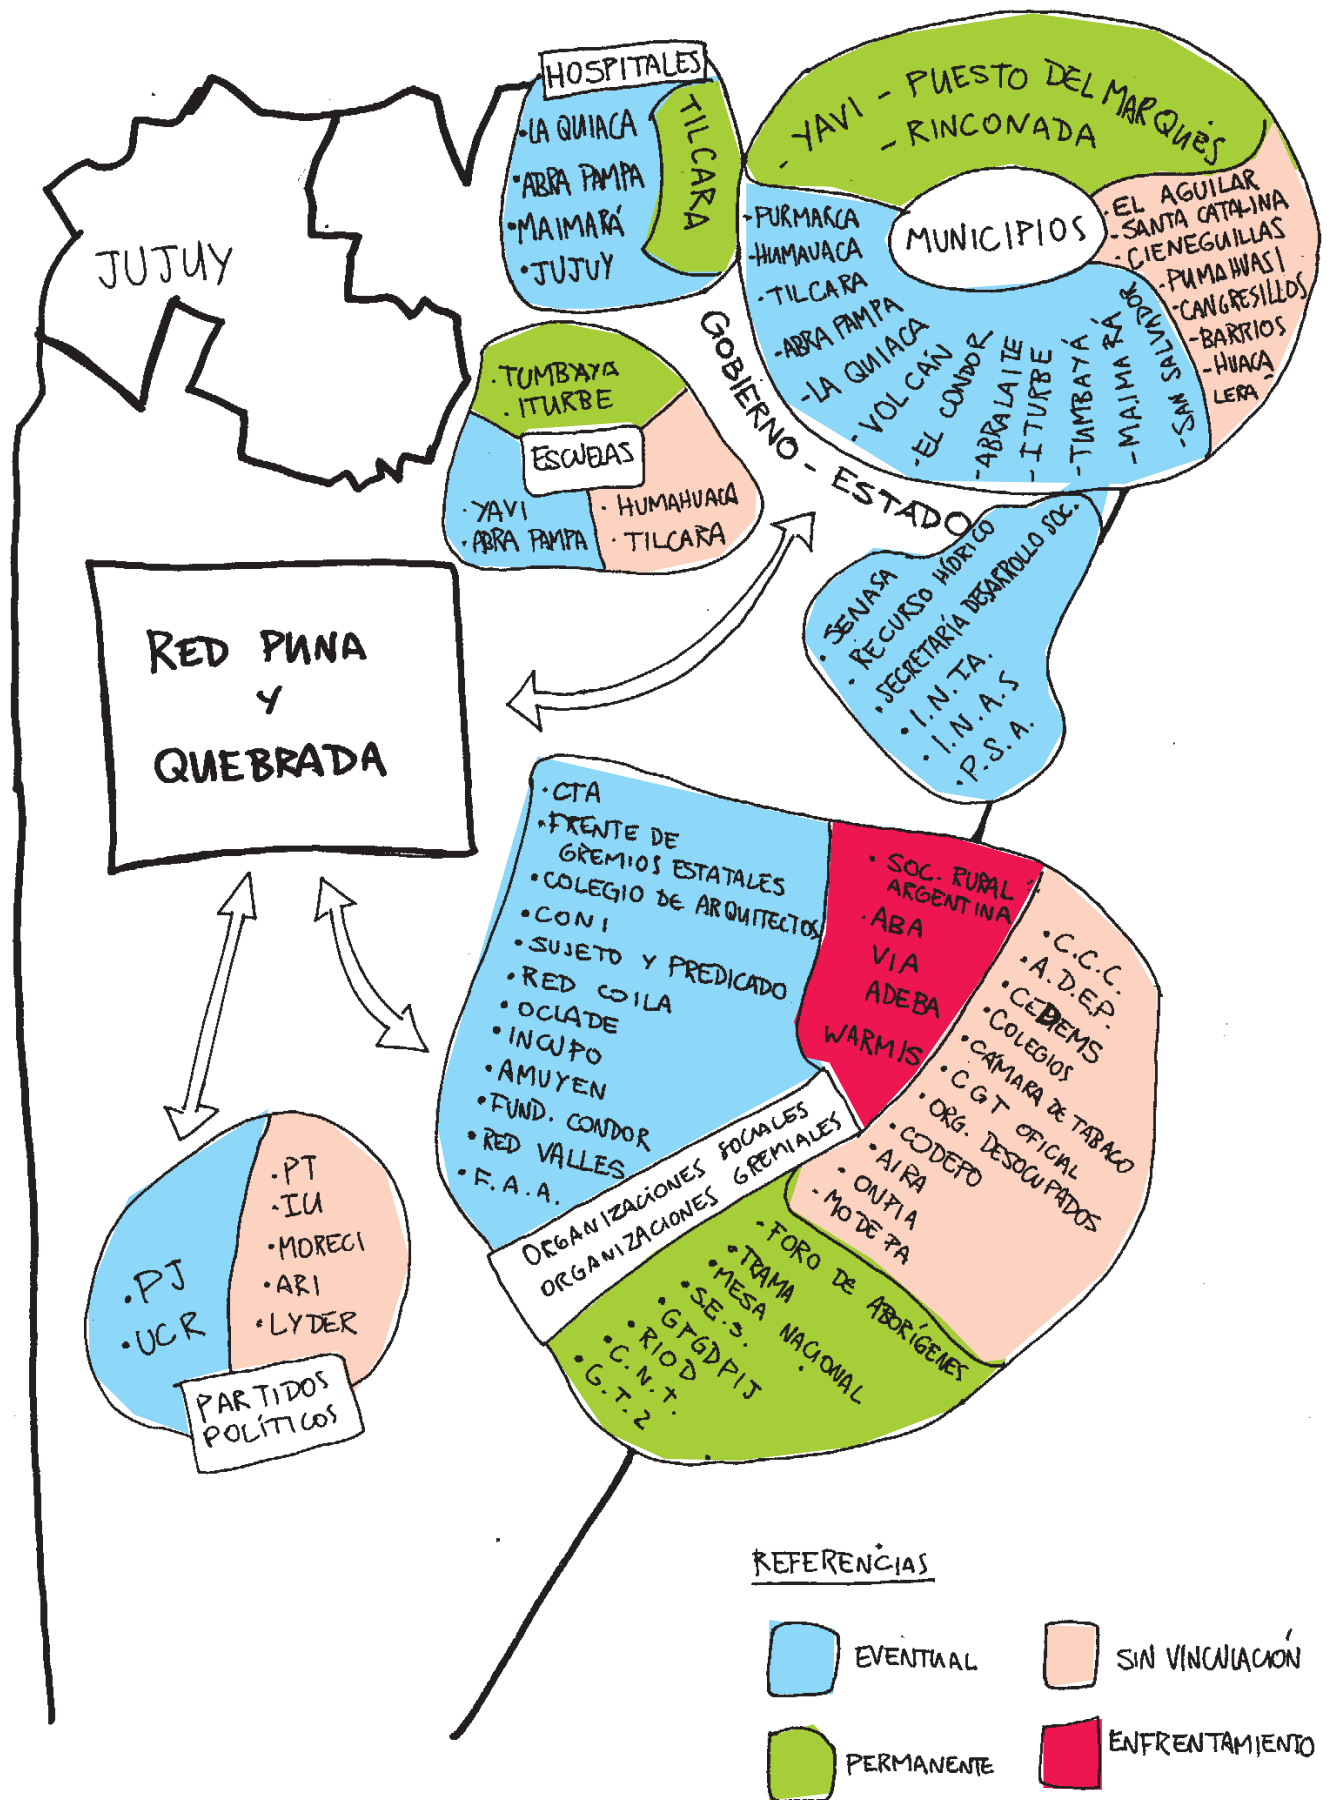 JUJUY
HOSPITALES
• LA QUIACA
• ABRA PAMPA
• MAIMARÁ
• JUJUY
TILCARA
- YAVI - PUESTO DEL MARQUÉS
- RINCONADA
MUNICIPIOS
- PURMARCA
- HUMAUACA
- TILCARA
- ABRA PAMPA
- LA QUIACA
• VOLCÁN
- EL CONDOR
- ABRALAITE
- ITURBE
- TUMBAYÁ
- MAIMARÁ
- SAN SALVADOR
- EL AGUILAR
- SANTA CATALINA
- CIENEGUILLAS
- PUMAHUASI
- CANGRESILLOS
- BARRIOS
- HUACA
LERA
GOBIERNO - ESTADO
• TUMBAYA
• ITURBE
ESCUELAS
• YAVI
• ABRA PAMPA
• HUMAHUACA
• TILCARA
• SENASA
• RECURSO HÍDRICO
• SECRETARÍA DESARROLLO SOC.
• I.N.TA.
• I.N.A.S
• P.S.A.
RED PUNA
Y
QUEBRADA
• CTA
• FRENTE DE
GREMIOS ESTATALES
• COLEGIO DE ARQUITECTOS
• CONI
• SUJETO Y PREDICADO
• RED COILA
• OCLADE
• INCUPO
• AMUYEN
• FUND. CONDOR
• RED VALLES
• F.A.A.
• SOC. RURAL
ARGENTINA
• ABA
VIA
ADEBA
WARMIS
• C.C.C.
• A.D.E.P.
• CEDEMS
• COLEGIOS
• CÁMARA DE TABACO
• CGT OFICIAL
• ORG. DESOCUPADOS
• CODEPO
• AIRA
• ONPIA
- MODEPA
ORGANIZACIONES SOCIALES
ORGANIZACIONES GREMIALES
- FORO DE ABORÍGENES
• TRAMA
• MESA NACIONAL
• S.E.S.
• GPGDPIJ
• RIOD
• C.N.T.
• G.T.Z
• PJ
• UCR
• PT
• IU
• MORECI
• ARI
• LYDER
PARTIDOS
POLÍTICOS
REFERENCIAS
EVENTUAL
SIN VINCULACIÓN
PERMANENTE
ENFRENTAMIENTO